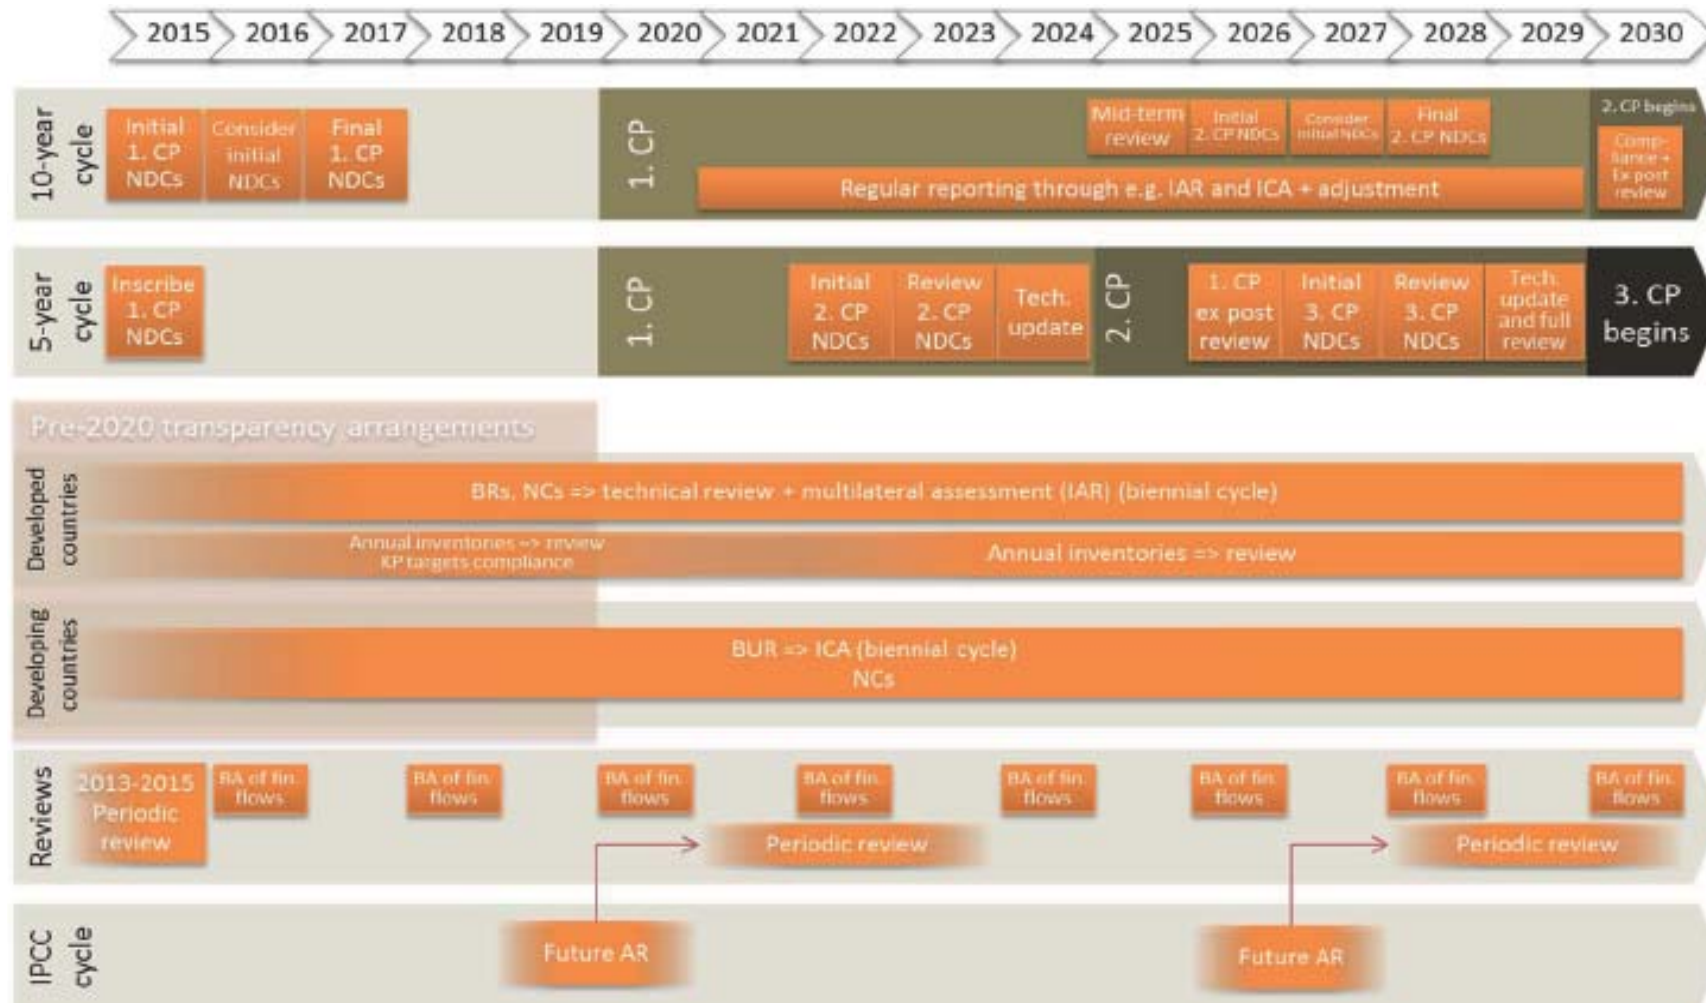 2015 2016 2017 2018 2019 2020 2021 2022 2023 2024 2025 2026 2027 2028 2029 2030
10-year
cycle
Initial
1. CP
NDCs
Consider
initial
NDCs
Final
1. CP
NDCs
1. CP
Mid-term
review
Initial
2. CP NDCs
Consider
initial NDCs
Final
2. CP NDCs
Regular reporting through e.g. IAR and ICA + adjustment
2. CP begins
Comp-
liance +
Ex post
review
5-year
cycle
Inscribe
1. CP
NDCs
1. CP
Initial
2. CP
NDCs
Review
2. CP
NDCs
Tech.
update
2. CP
1. CP
ex post
review
Initial
3. CP
NDCs
Review
3. CP
NDCs
Tech.
update
and full
review
3. CP
begins
Pre-2020 transparency arrangements
Developed
countries
BRs, NCs => technical review + multilateral assessment (IAR) (biennial cycle)
Annual inventories => review
KP targets compliance
Annual inventories => review
Developing
countries
BUR => ICA (biennial cycle)
NCs
Reviews
2013-2015
Periodic
review
BA of fin.
flows
BA of fin.
flows
BA of fin.
flows
BA of fin.
flows
BA of fin.
flows
BA of fin.
flows
BA of fin.
flows
BA of fin.
flows
Periodic review
Periodic review
IPCC
cycle
Future AR
Future AR